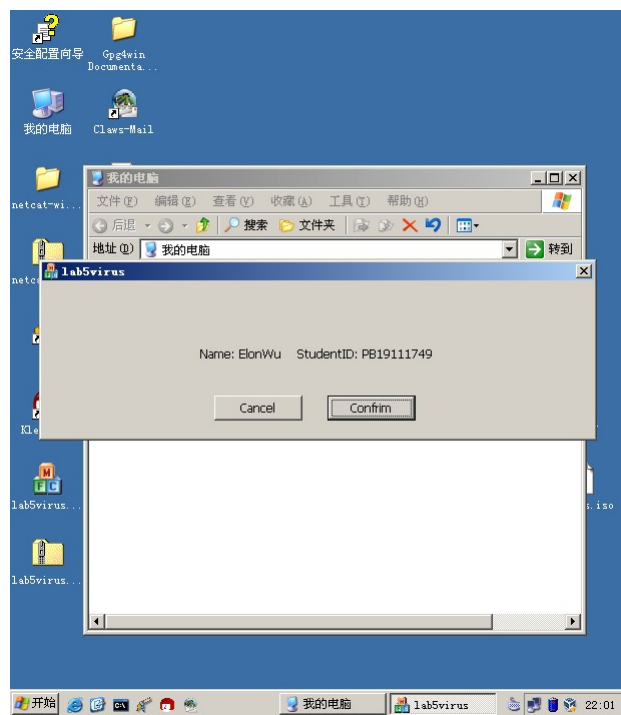 安全配置向导
Gpg4win
Documenta...
我的电脑
Claws-Mail
netcat-wi...
我的电脑
文件(F) 编辑(E) 查看(V) 收藏(A) 工具(T) 帮助(H)
后退 搜索 文件夹
地址(D) 我的电脑 转到
lab5virus
Name: ElonWu StudentID: PB19111749
Cancel Confrim
lab5virus...
lab5virus...
开始 我的电脑 lab5virus 22:01